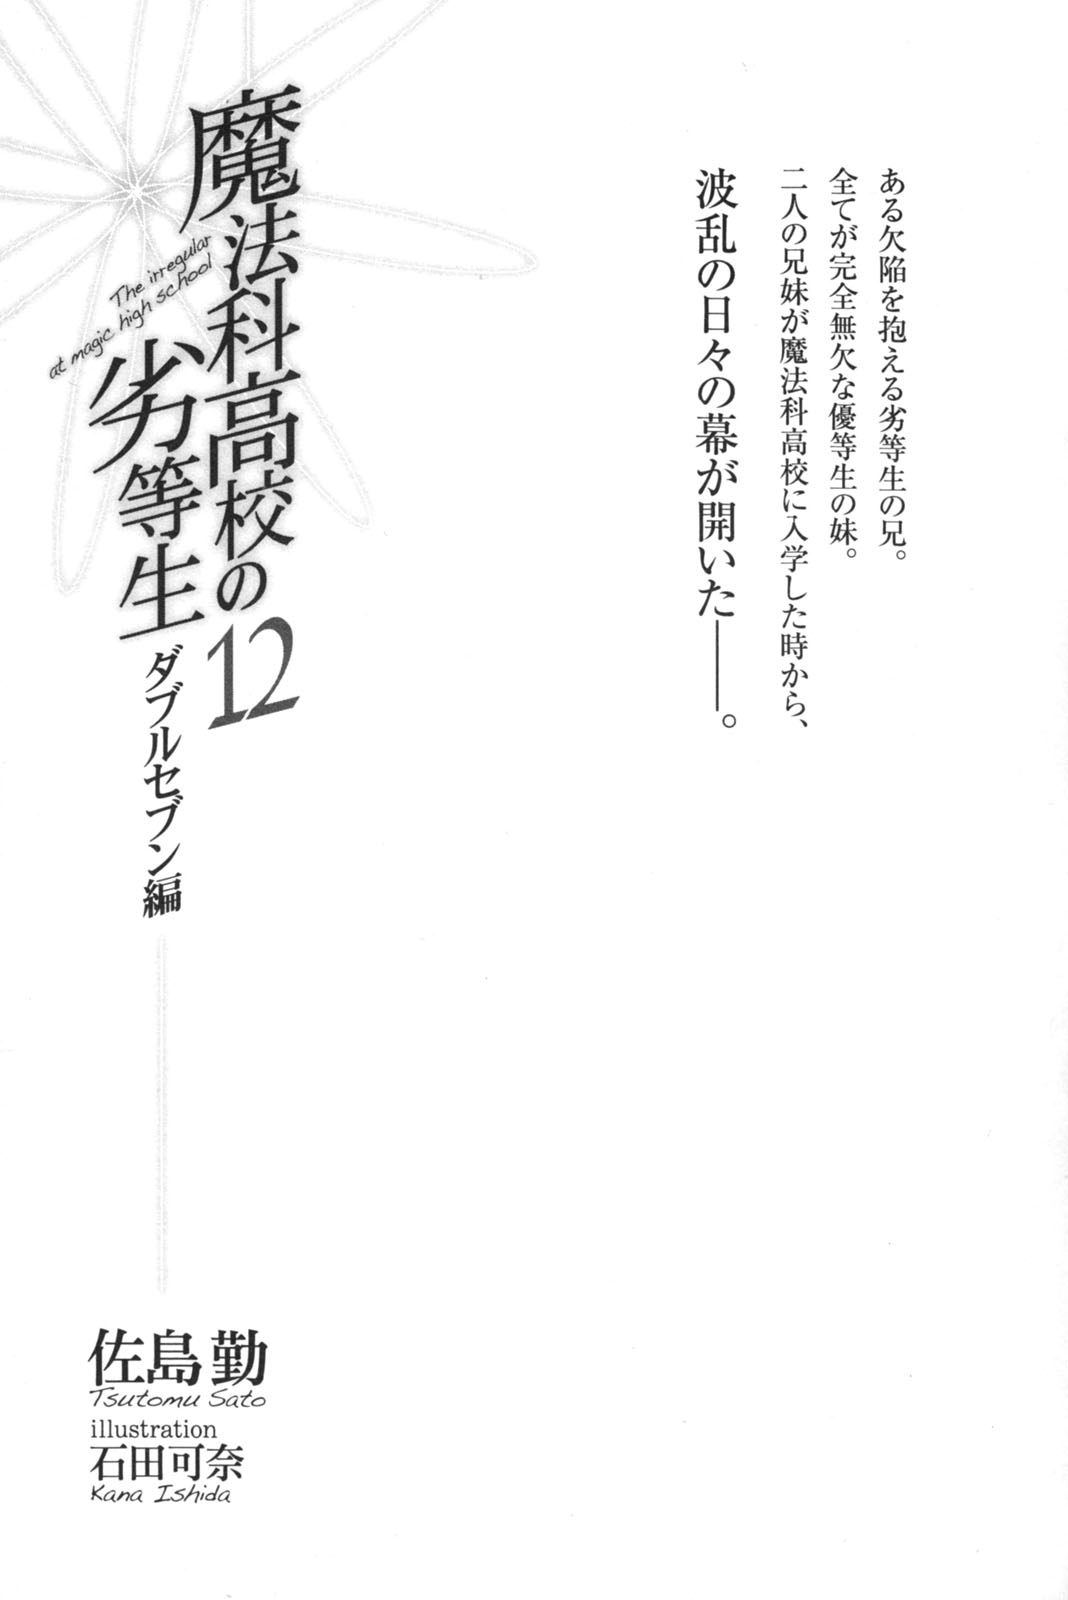 ある欠陥を抱える劣等生の兄。
全てが完全無欠な優等生の妹。
二人の兄妹が魔法科高校に入学した時から、
波乱の日々の幕が開いた――。
魔法科高校の
劣等生
The irregular
at magic high school
12
ダブルセブン編
佐島 勤
Tsutomu Sato
illustration
石田可奈
Kana Ishida